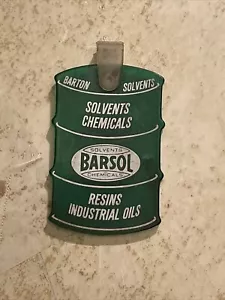 BARTON SOLVENTS
SOLVENTS
CHEMICALS
SOLVENTS
BARSOL
CHEMICALS
RESINS
INDUSTRIAL OILS